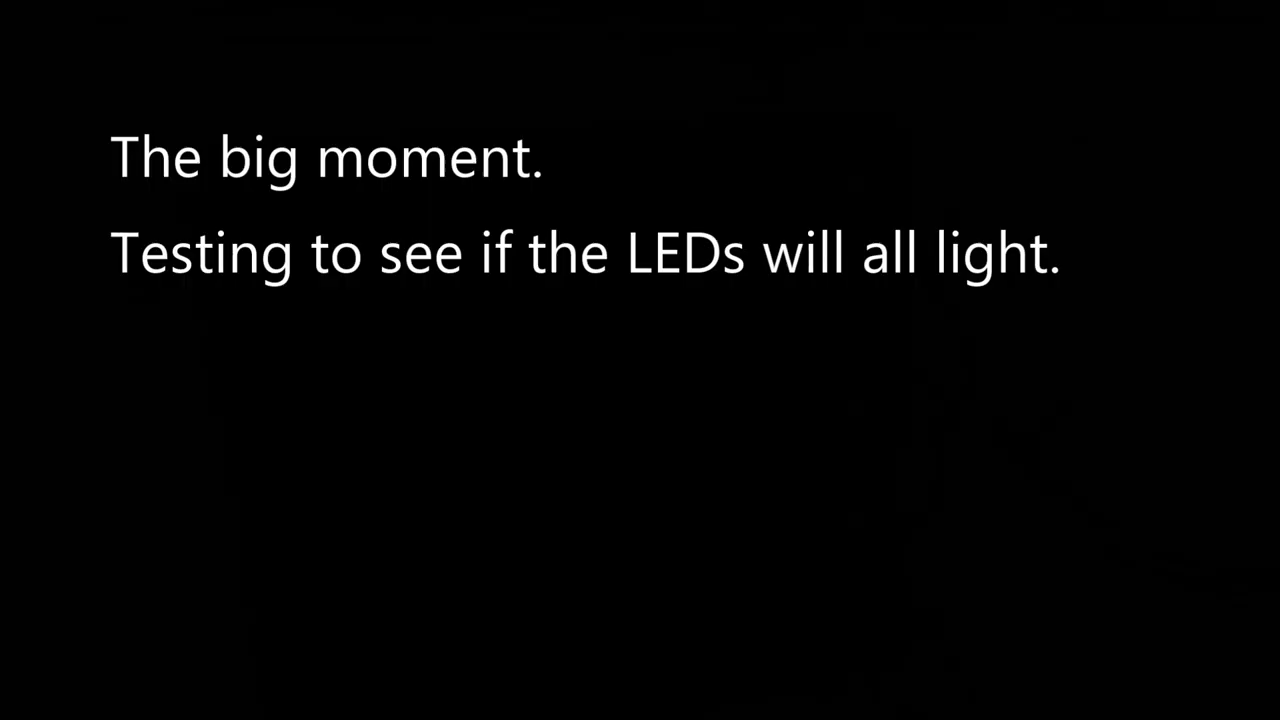 The big moment.
Testing to see if the LEDs will all light.